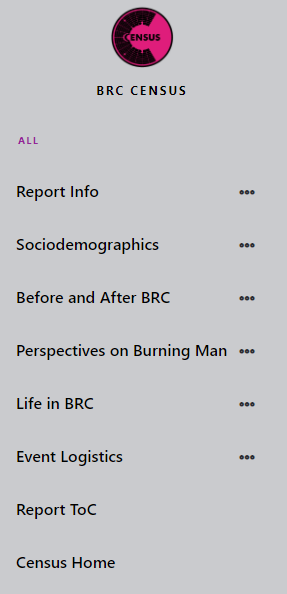 CENSUS
BRC CENSUS
ALL
Report Info
Sociodemographics
Before and After BRC
Perspectives on Burning Man
Life in BRC
Event Logistics
Report ToC
Census Home